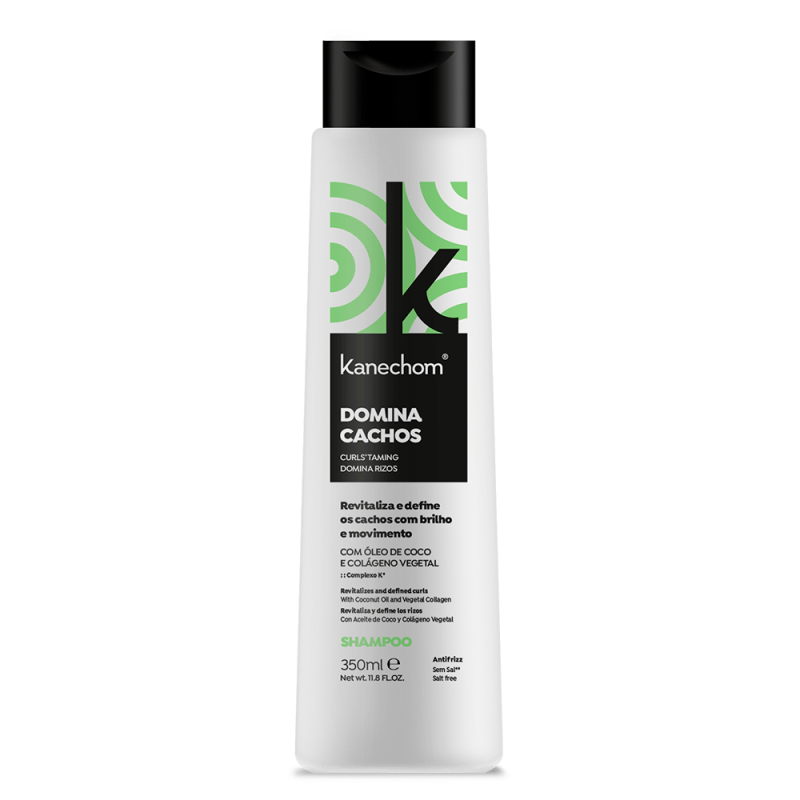 k
kanechom®
DOMINA
CACHOS
CURLS'TAMING
DOMINA RIZOS
Revitaliza e define
os cachos com brilho
e movimento
COM ÓLEO DE COCO
E COLÁGENO VEGETAL
:: Complexo K*
Revitalizes and defined curls
With Coconut Oil and Vegetal Collagen
Revitaliza y define los rizos
Con Aceite de Coco y Colágeno Vegetal
SHAMPOO
350ml ℮
Net wt. 11.8 FL.OZ.
Antifrizz
Sem Sal**
Salt free